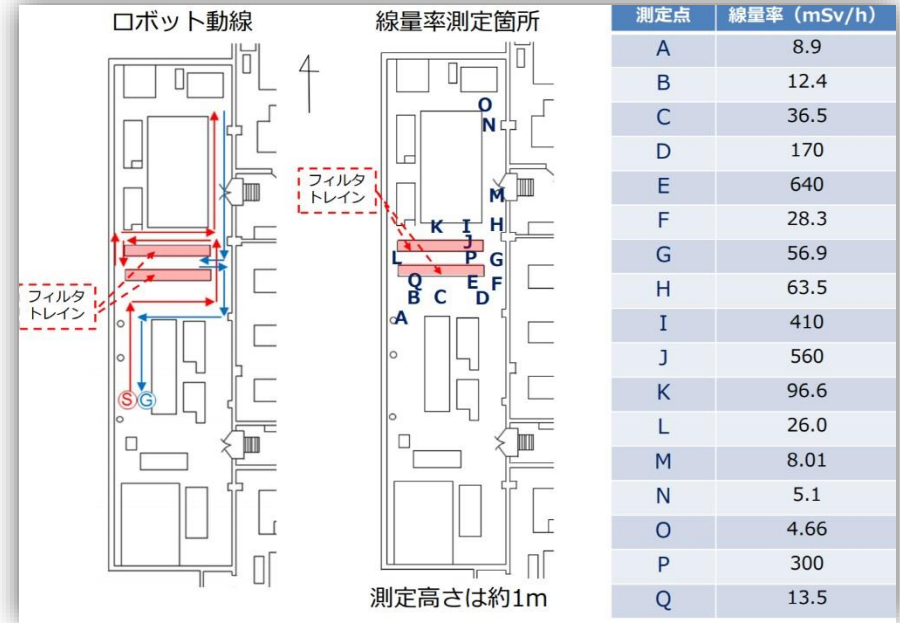 ロボット動線
線量率測定箇所
フィルタ
トレイン
S G
フィルタ
トレイン
O
N
M
H
K I
J
L P G
Q E F
B C D
A
測定高さは約1m
測定点 線量率（mSv/h）
A 8.9
B 12.4
C 36.5
D 170
E 640
F 28.3
G 56.9
H 63.5
I 410
J 560
K 96.6
L 26.0
M 8.01
N 5.1
O 4.66
P 300
Q 13.5